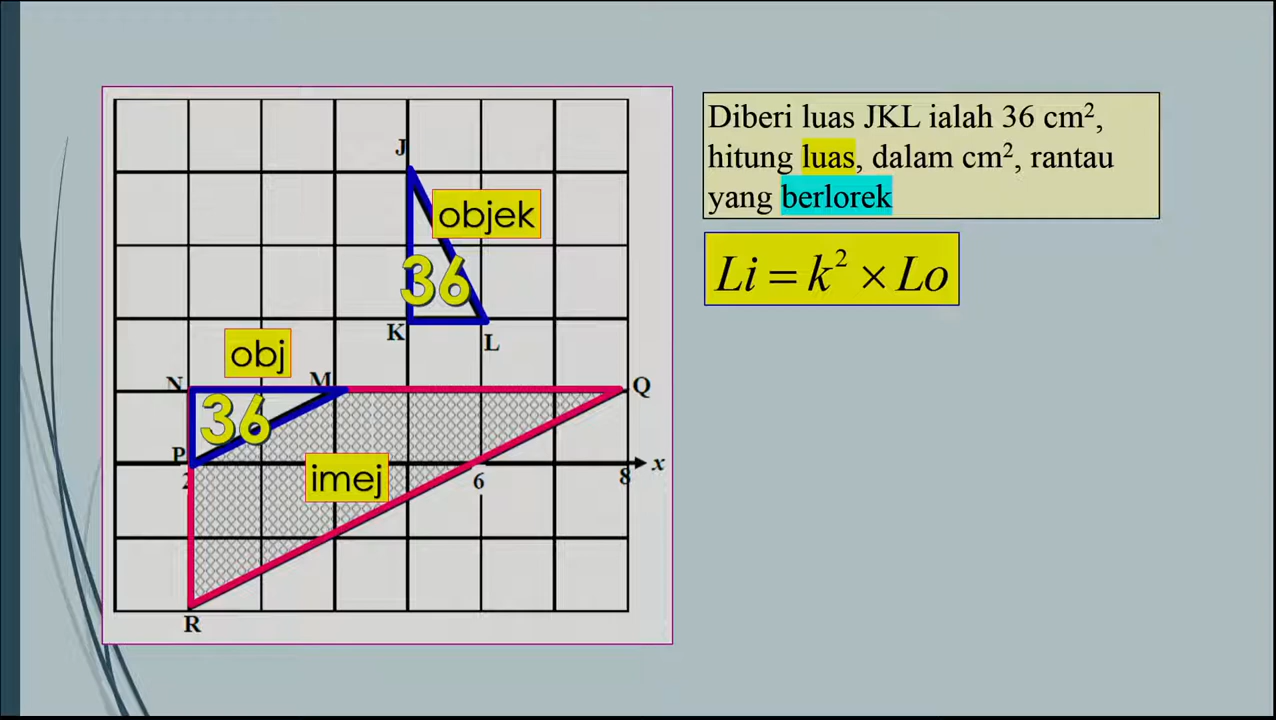 Diberi luas JKL ialah 36 cm²,
hitung luas, dalam cm², rantau
yang berlorek
Li = k² × Lo
J
objek
36
K
L
obj
N
M
Q
36
P
imej
x
2
6
8
R